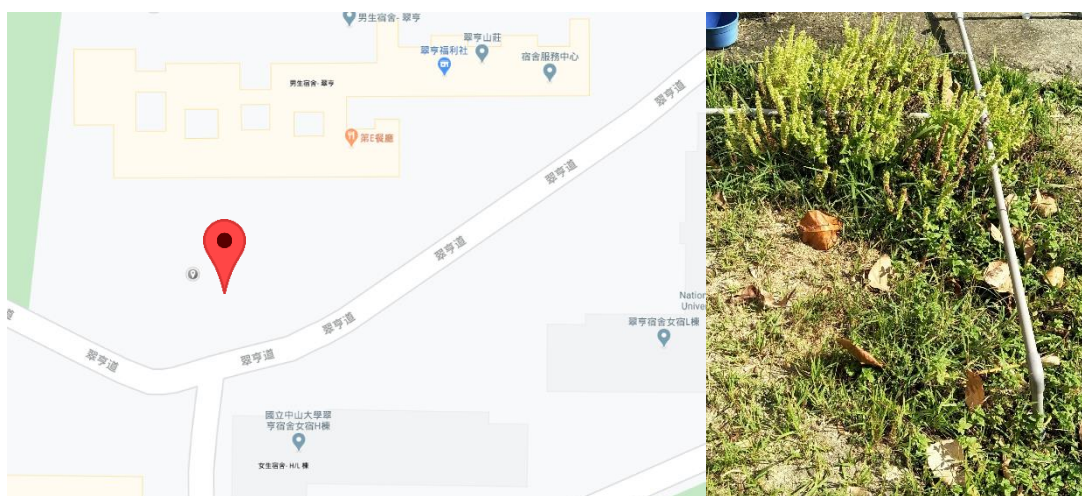 男生宿舍- 翠亨
翠亨山莊
翠亨福利社
宿舍服務中心
男生宿舍- 翠亨
翠亨道
第E餐廳
翠亨道
翠亨道
Nation
Univer
翠亨宿舍女宿L棟
翠亨道
翠亨道
翠亨道
國立中山大學翠
亨宿舍女宿H棟
女生宿舍- H/L 棟